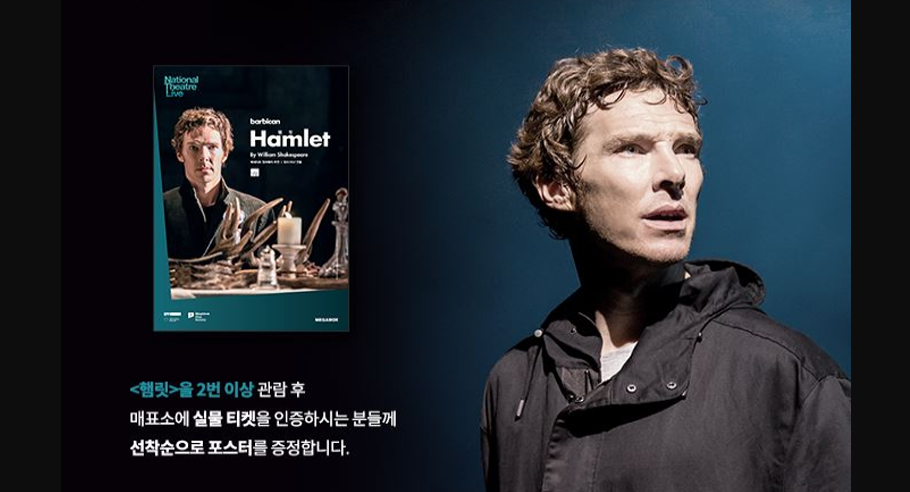 National
Theatre
Live
barbican
Hamlet
By William Shakespeare
MEGABOX
<햄릿>을 2번 이상 관람 후
매표소에 실물 티켓을 인증하시는 분들께
선착순으로 포스터를 증정합니다.